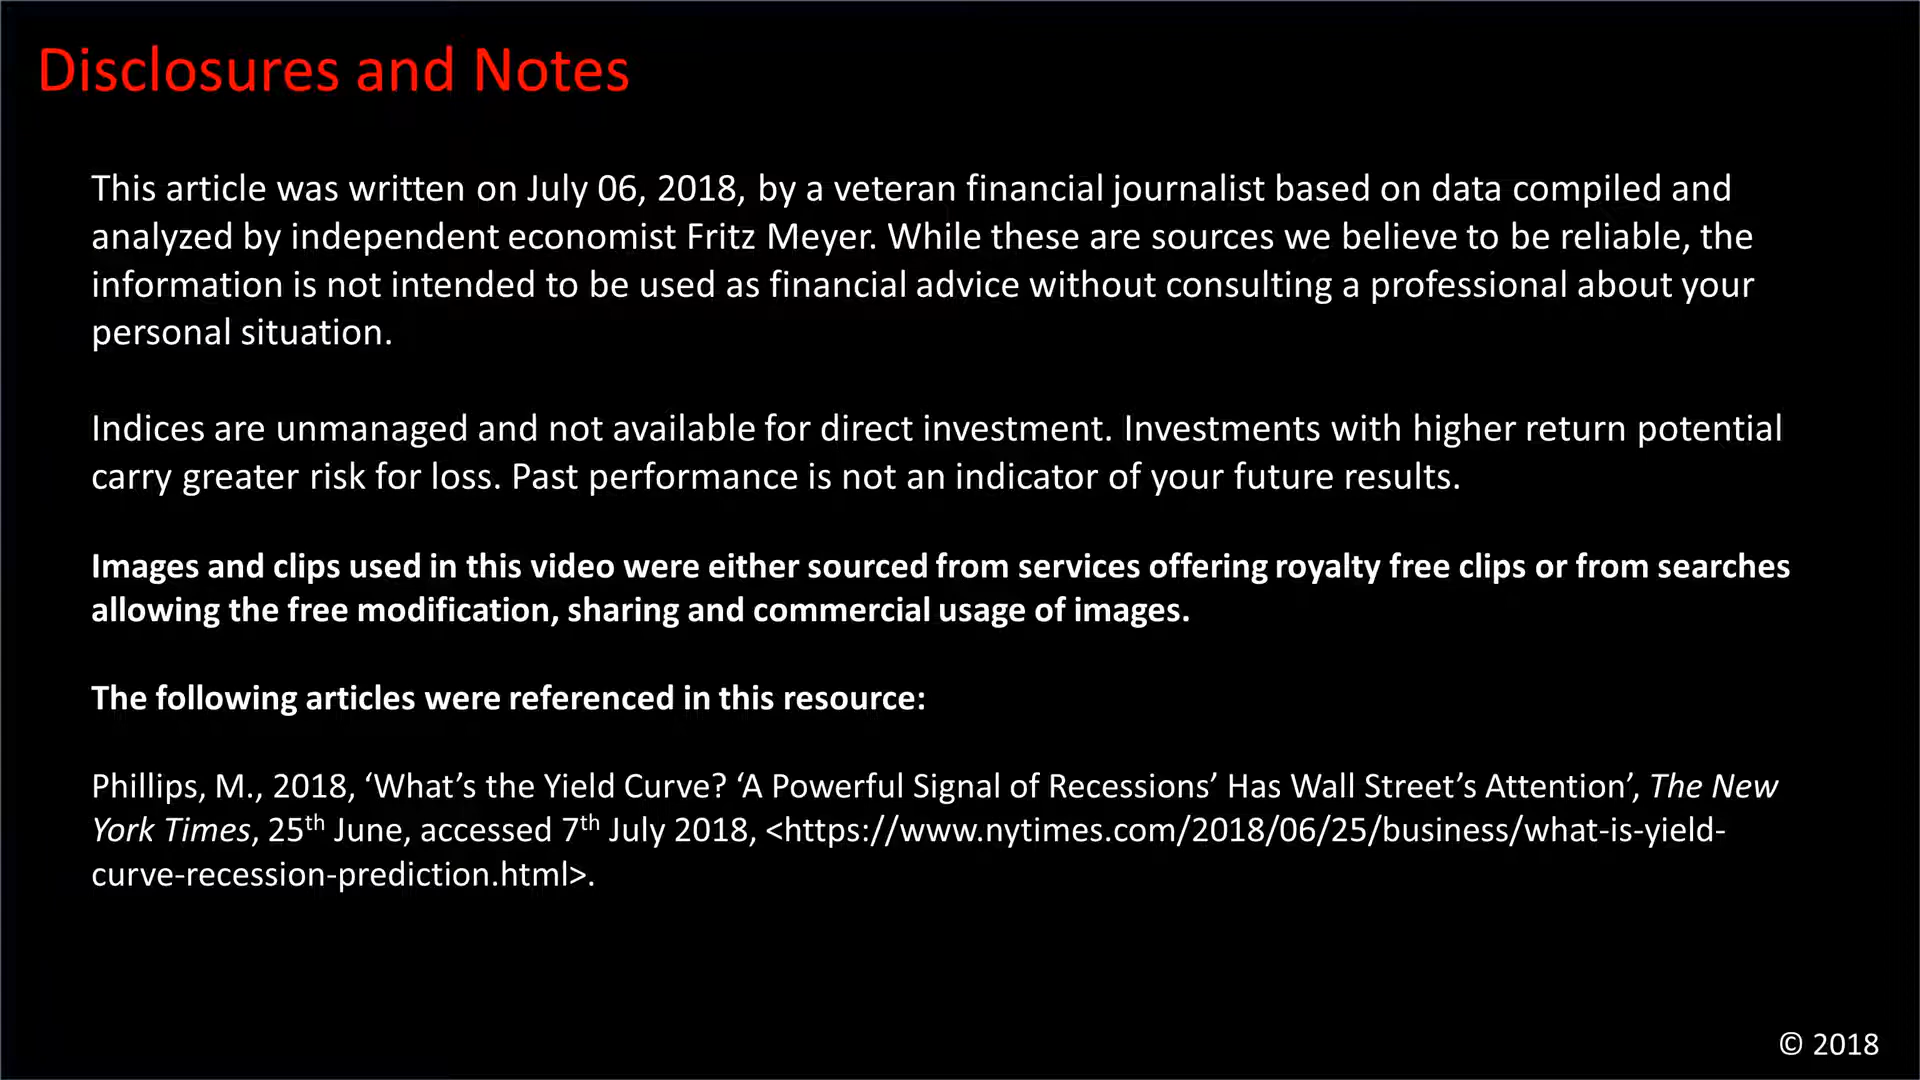 Disclosures and Notes
This article was written on July 06, 2018, by a veteran financial journalist based on data compiled and
analyzed by independent economist Fritz Meyer. While these are sources we believe to be reliable, the
information is not intended to be used as financial advice without consulting a professional about your
personal situation.
Indices are unmanaged and not available for direct investment. Investments with higher return potential
carry greater risk for loss. Past performance is not an indicator of your future results.
Images and clips used in this video were either sourced from services offering royalty free clips or from searches
allowing the free modification, sharing and commercial usage of images.
The following articles were referenced in this resource:
Phillips, M., 2018, ‘What’s the Yield Curve? ‘A Powerful Signal of Recessions’ Has Wall Street’s Attention’, The New
York Times, 25th June, accessed 7th July 2018, <https://www.nytimes.com/2018/06/25/business/what-is-yield-
curve-recession-prediction.html>.
© 2018